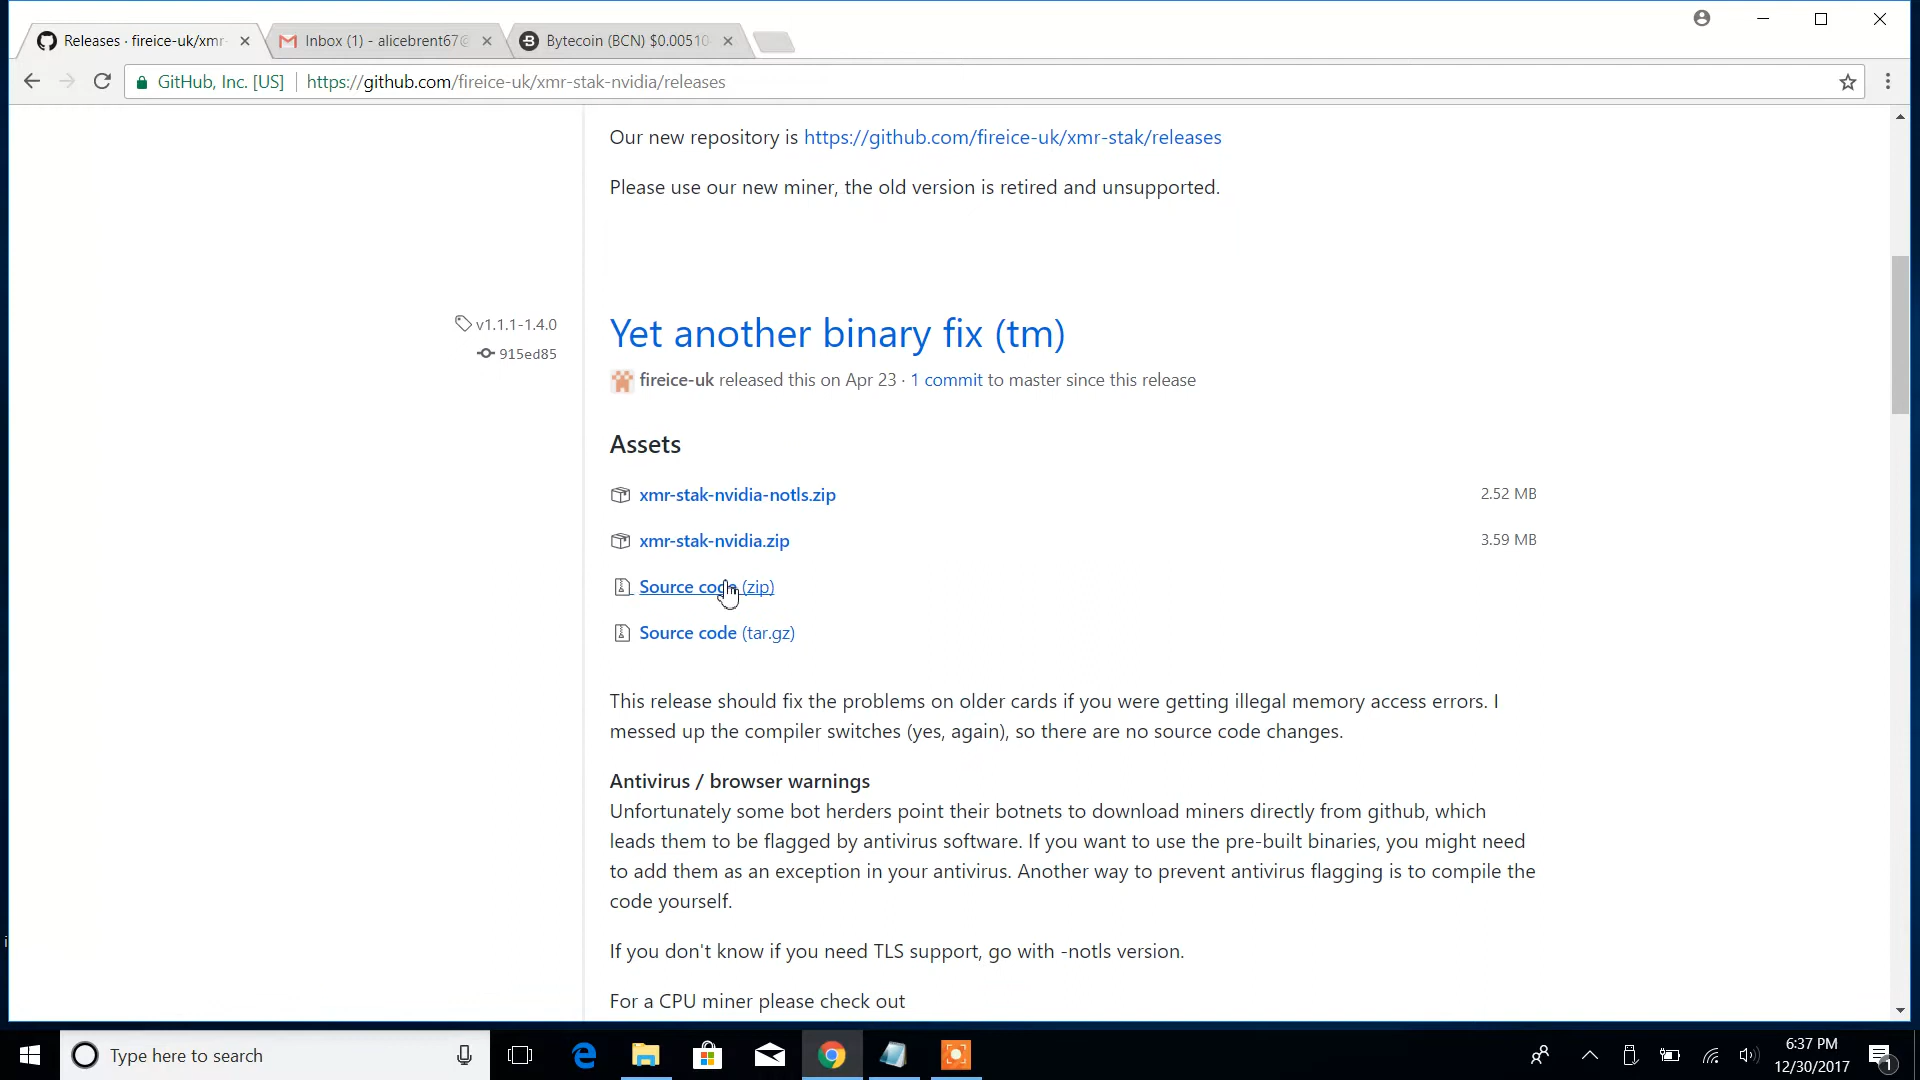 Releases · fireice-uk/xmr-
Inbox (1) - alicebrent67@
Bytecoin (BCN) $0.00510
GitHub, Inc. [US]
https://github.com/fireice-uk/xmr-stak-nvidia/releases
Our new repository is https://github.com/fireice-uk/xmr-stak/releases
Please use our new miner, the old version is retired and unsupported.
v1.1.1-1.4.0
915ed85
Yet another binary fix (tm)
fireice-uk released this on Apr 23 · 1 commit to master since this release
Assets
xmr-stak-nvidia-notls.zip 2.52 MB
xmr-stak-nvidia.zip 3.59 MB
Source code (zip)
Source code (tar.gz)
This release should fix the problems on older cards if you were getting illegal memory access errors. I
messed up the compiler switches (yes, again), so there are no source code changes.
Antivirus / browser warnings
Unfortunately some bot herders point their botnets to download miners directly from github, which
leads them to be flagged by antivirus software. If you want to use the pre-built binaries, you might need
to add them as an exception in your antivirus. Another way to prevent antivirus flagging is to compile the
code yourself.
If you don't know if you need TLS support, go with -notls version.
For a CPU miner please check out
Type here to search
6:37 PM
12/30/2017
1